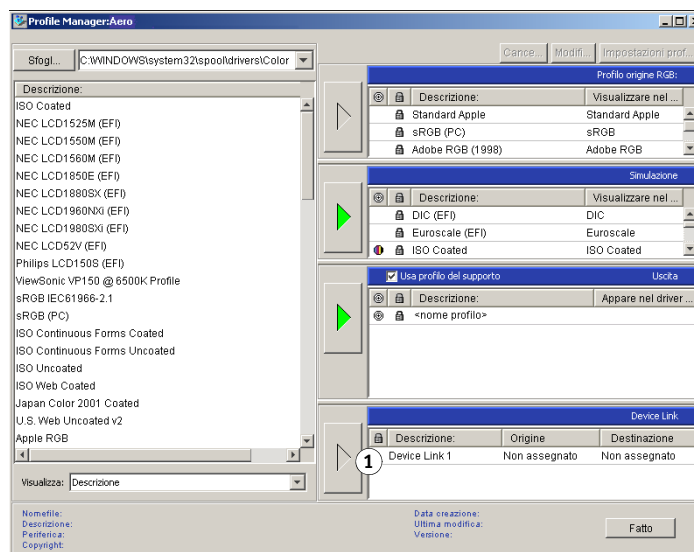 Profile Manager:Aero
Sfogl...
C:\WINDOWS\system32\spool\drivers\Color
Cance...
Modifi...
Impostazioni prof...
Descrizione:
ISO Coated
NEC LCD1525M (EFI)
NEC LCD1550M (EFI)
NEC LCD1560M (EFI)
NEC LCD1850E (EFI)
NEC LCD1880SX (EFI)
NEC LCD1960NXi (EFI)
NEC LCD1980SXi (EFI)
NEC LCD52V (EFI)
Philips LCD150S (EFI)
ViewSonic VP150 @ 6500K Profile
sRGB IEC61966-2.1
sRGB (PC)
ISO Continuous Forms Coated
ISO Continuous Forms Uncoated
ISO Uncoated
ISO Web Coated
Japan Color 2001 Coated
U.S. Web Uncoated v2
Apple RGB
Visualizza: Descrizione
Profilo origine RGB:
Descrizione: Visualizzare nel ...
Standard Apple Standard Apple
sRGB (PC) sRGB
Adobe RGB (1998) Adobe RGB
Simulazione
Descrizione: Visualizzare nel ...
DIC (EFI) DIC
Euroscale (EFI) Euroscale
ISO Coated ISO Coated
Usa profilo del supporto Uscita
Descrizione: Appare nel driver ...
<nome profilo>
Device Link
Descrizione: Origine Destinazione
1 Device Link 1 Non assegnato Non assegnato
Nomefile:
Descrizione:
Periferica:
Copyright:
Data creazione:
Ultima modifica:
Versione:
Fatto